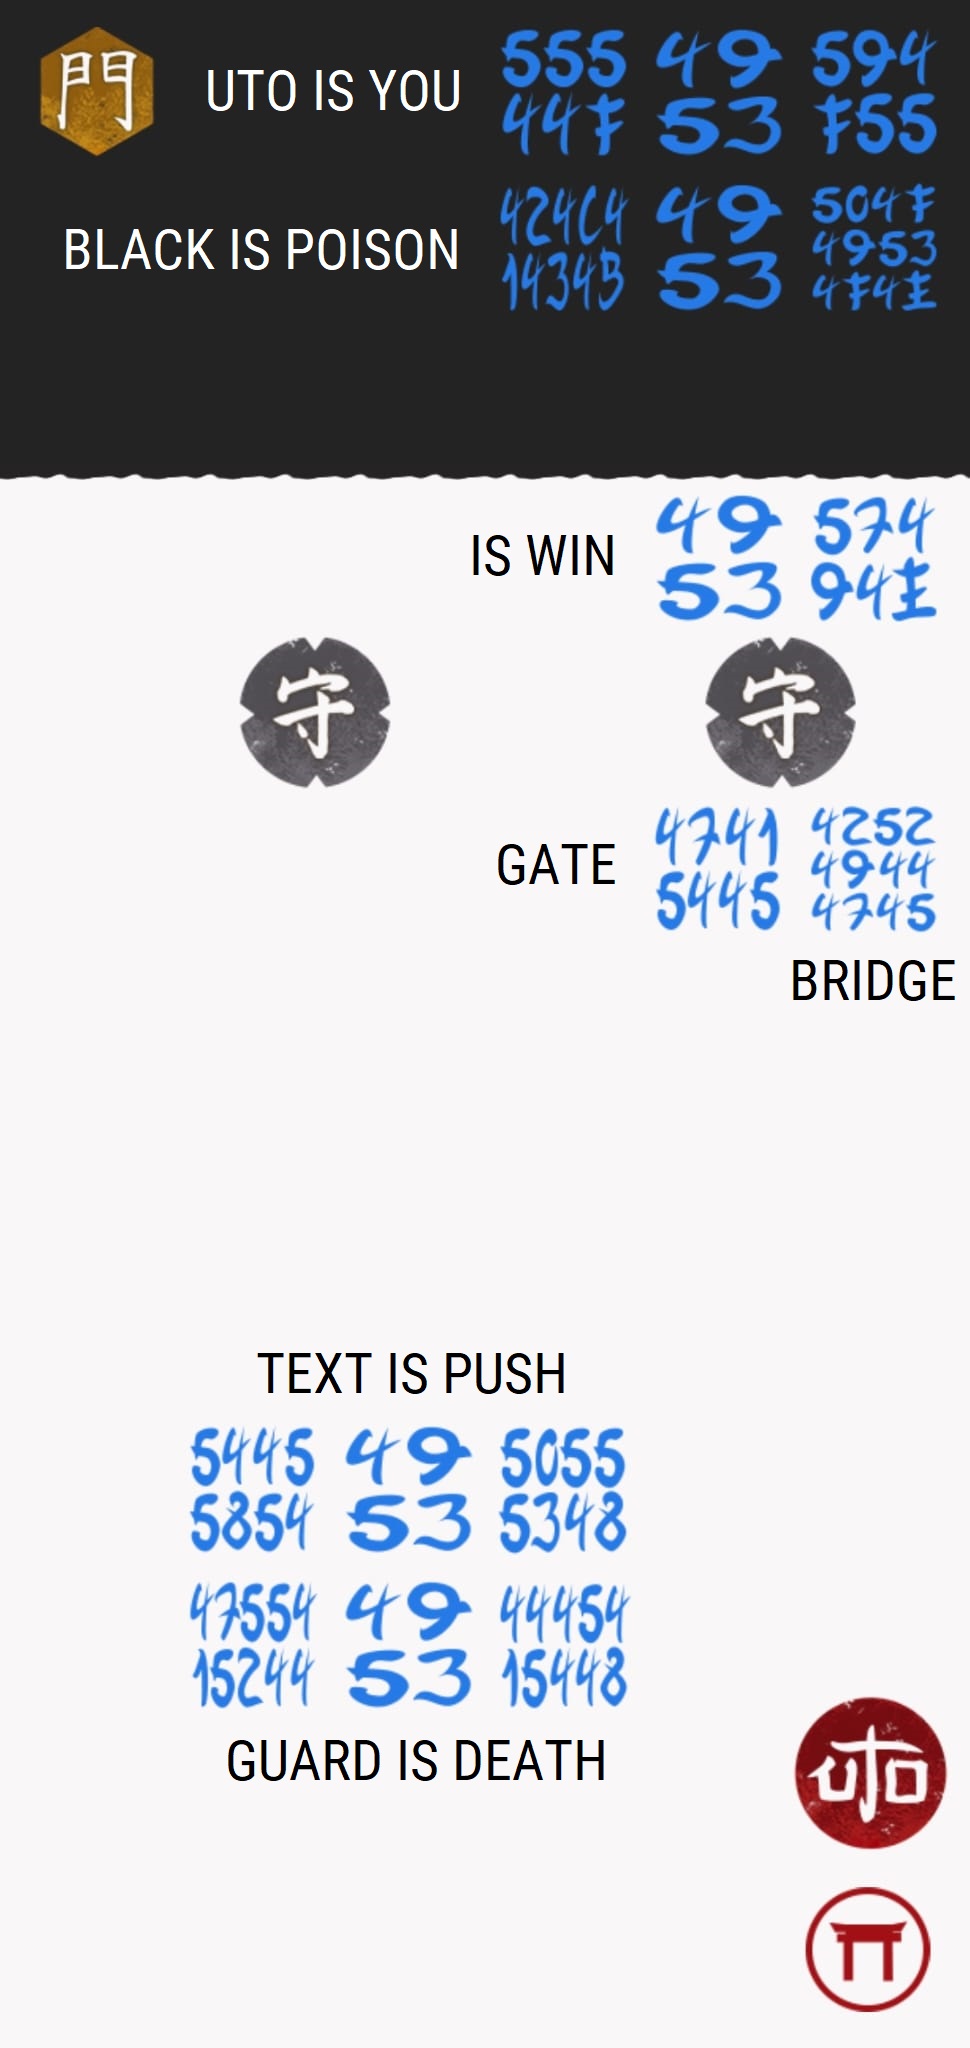 門
UTO IS YOU
555 49 594
44F 53 F55
BLACK IS POISON
424C4 49 504F
1434B 53 4953
4F4E
IS WIN
49 574
53 94E
守 守
GATE
4741 4252
5445 4944
4745
BRIDGE
TEXT IS PUSH
5445 49 5055
5854 53 5348
47554 49 44454
15244 53 15448
GUARD IS DEATH